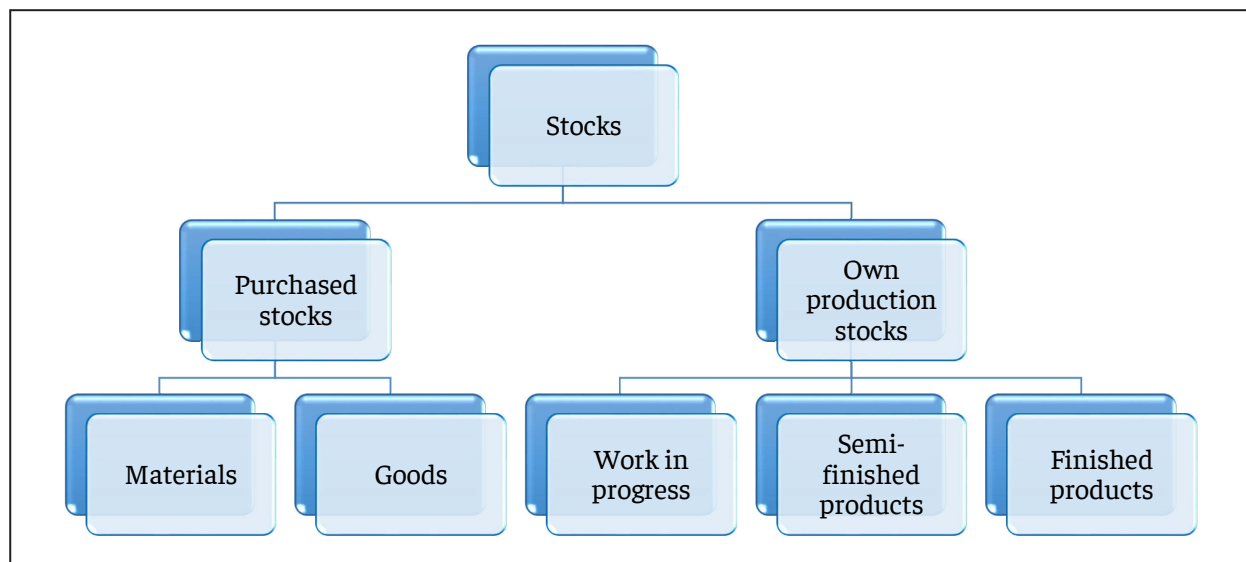 Stocks
Purchased
stocks
Own
production
stocks
Materials
Goods
Work in
progress
Semi-
finished
products
Finished
products